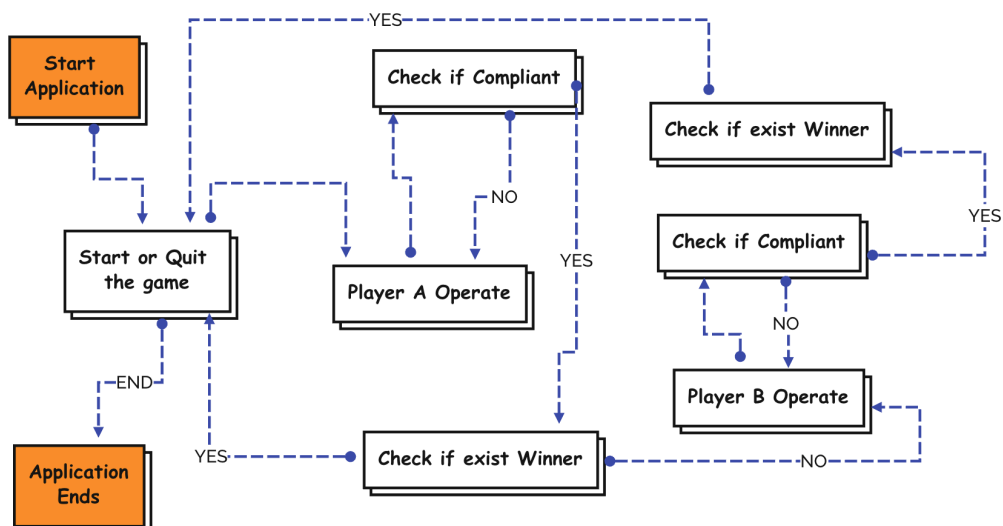 YES
Start
Application
Check if Compliant
Check if exist Winner
NO
YES
YES
Start or Quit
the game
Player A Operate
Check if Compliant
NO
END
Player B Operate
Application
Ends
YES
Check if exist Winner
NO